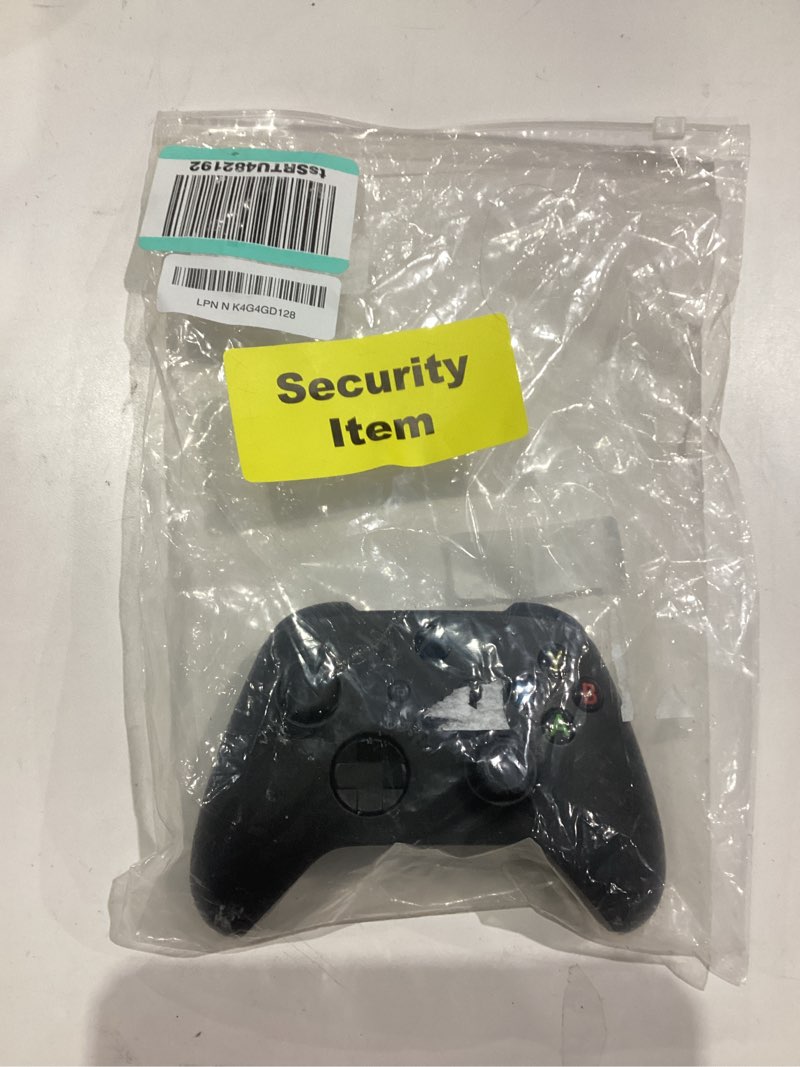 tsSRTU482192
LPN N K4G4GD128
Security
Item
Y
B
A